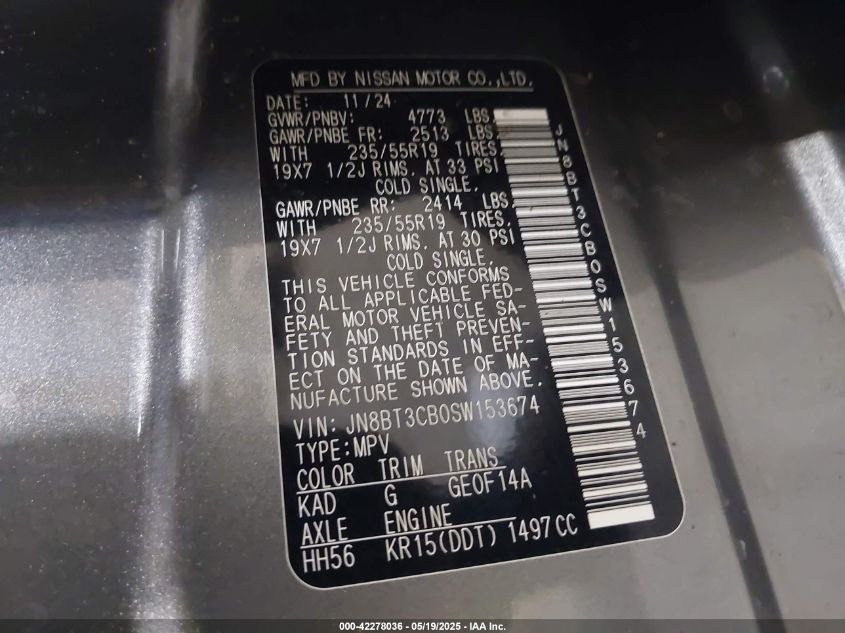 MFD BY NISSAN MOTOR CO.,LTD.
DATE: 11/24
GVWR/PNBV: 4773 LBS
GAWR/PNBE FR: 2513 LBS
WITH 235/55R19 TIRES,
19X7 1/2J RIMS, AT 33 PSI
COLD SINGLE,
GAWR/PNBE RR: 2414 LBS
WITH 235/55R19 TIRES,
19X7 1/2J RIMS, AT 30 PSI
COLD SINGLE,
THIS VEHICLE CONFORMS
TO ALL APPLICABLE FED-
ERAL MOTOR VEHICLE SA-
FETY AND THEFT PREVEN-
TION STANDARDS IN EFF-
ECT ON THE DATE OF MA-
NUFACTURE SHOWN ABOVE.
VIN: JN8BT3CB0SW153674
TYPE:MPV
COLOR TRIM TRANS
KAD G GE0F14A
AXLE ENGINE
HH56 KR15(DDT) 1497CC
JN8BT3CB0SW153674
000-42278036 - 05/19/2025 - IAA Inc.